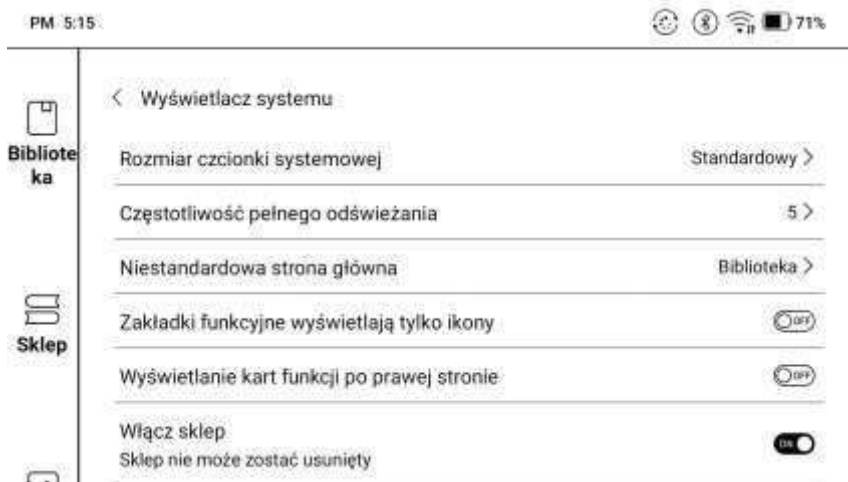 PM 5:15
71%
Wyświetlacz systemu
Bibliote
ka
Rozmiar czcionki systemowej
Standardowy
Częstotliwość pełnego odświeżania
5
Niestandardowa strona główna
Biblioteka
Sklep
Zakładki funkcyjne wyświetlają tylko ikony
OFF
Wyświetlanie kart funkcji po prawej stronie
OFF
Włącz sklep
ON
Sklep nie może zostać usunięty